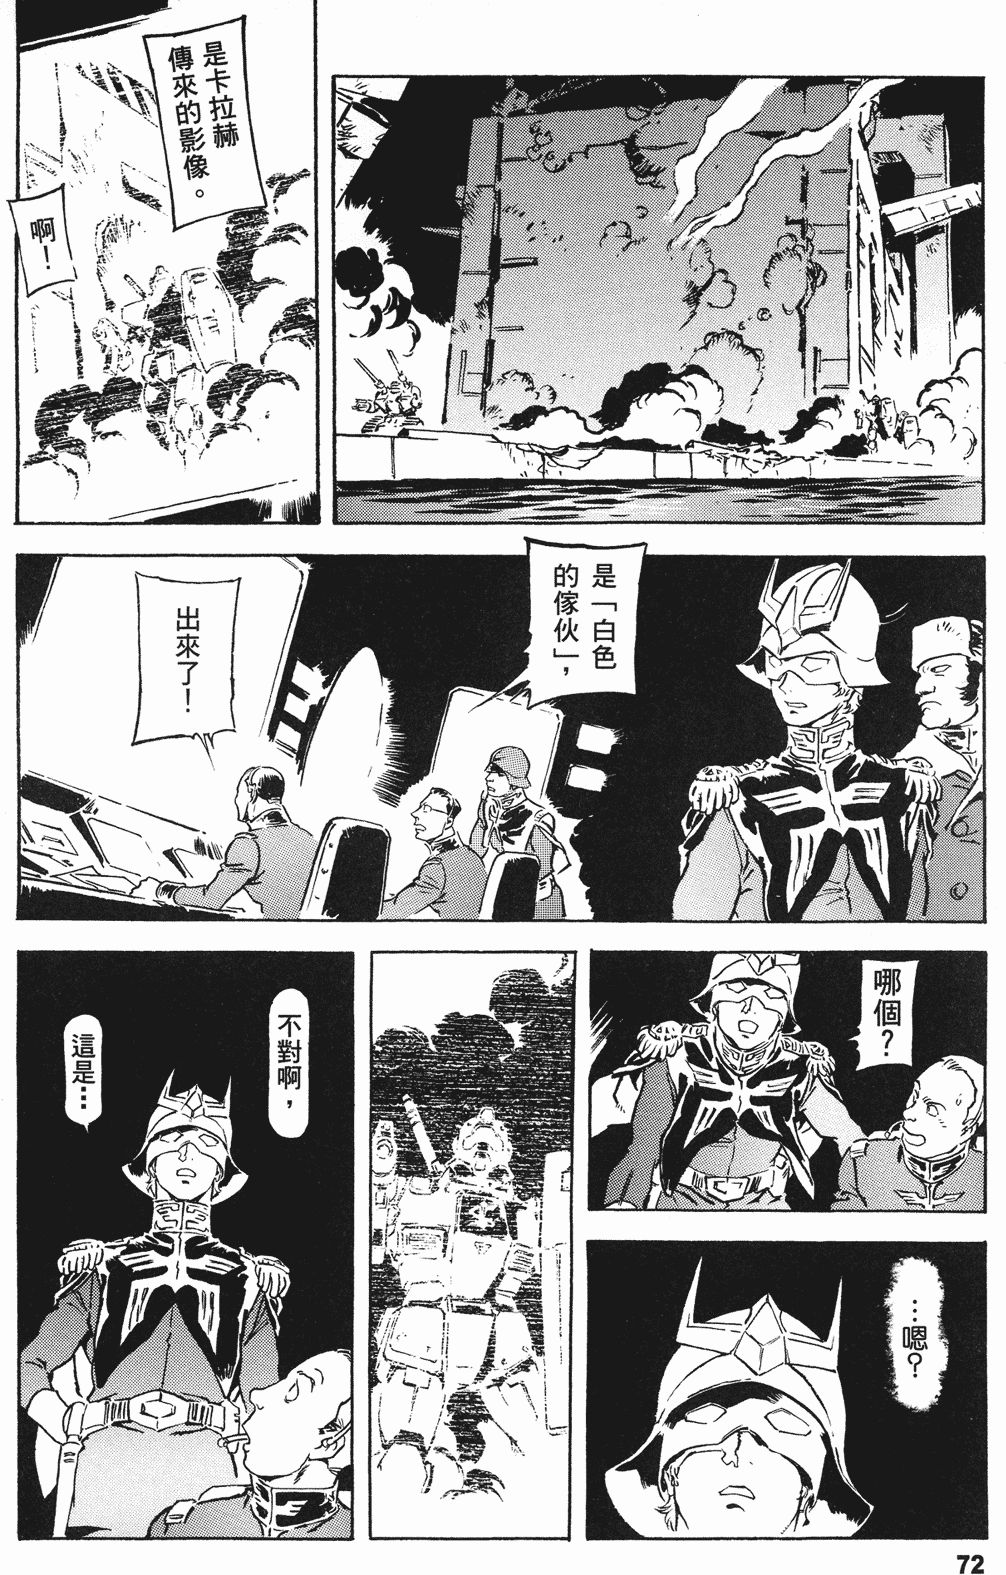 是卡拉赫
傳來的影像。
啊!
是「白色
的傢伙」,
出來了!
哪個?
…嗯?
不對啊,
這是…
72